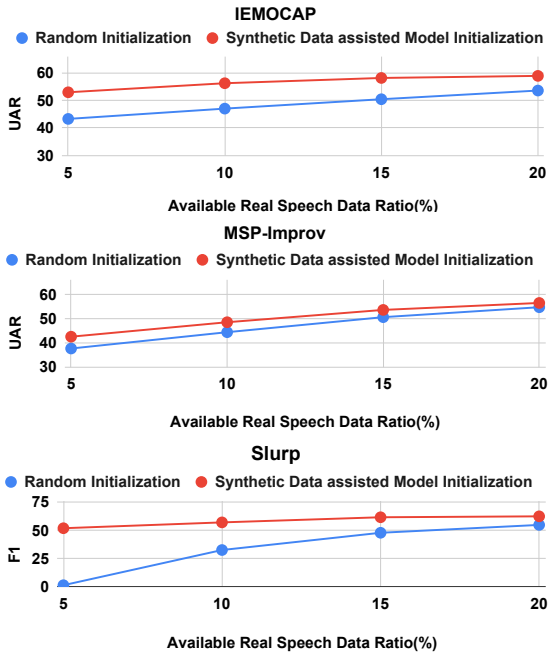 IEMOCAP
Random Initialization Synthetic Data assisted Model Initialization
60
50
40
30
UAR
5 10 15 20
Available Real Speech Data Ratio(%)
MSP-Improv
Random Initialization Synthetic Data assisted Model Initialization
60
50
40
30
UAR
5 10 15 20
Available Real Speech Data Ratio(%)
Slurp
Random Initialization Synthetic Data assisted Model Initialization
75
50
25
0
F1
5 10 15 20
Available Real Speech Data Ratio(%)